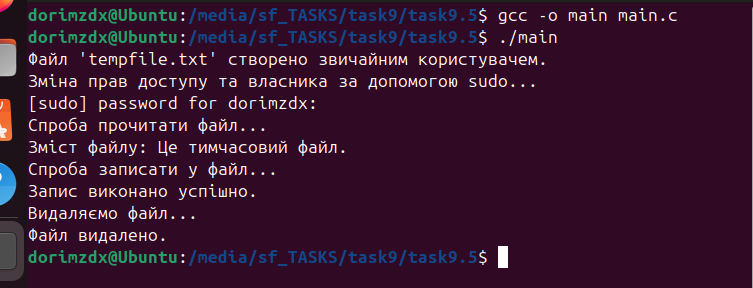 dorimzdx@Ubuntu:/media/sf_TASKS/task9/task9.5$ gcc -o main main.c
dorimzdx@Ubuntu:/media/sf_TASKS/task9/task9.5$ ./main
Файл 'tempfile.txt' створено звичайним користувачем.
Зміна прав доступу та власника за допомогою sudo...
[sudo] password for dorimzdx:
Спроба прочитати файл...
Зміст файлу: Це тимчасовий файл.
Спроба записати у файл...
Запис виконано успішно.
Видаляємо файл...
Файл видалено.
dorimzdx@Ubuntu:/media/sf_TASKS/task9/task9.5$